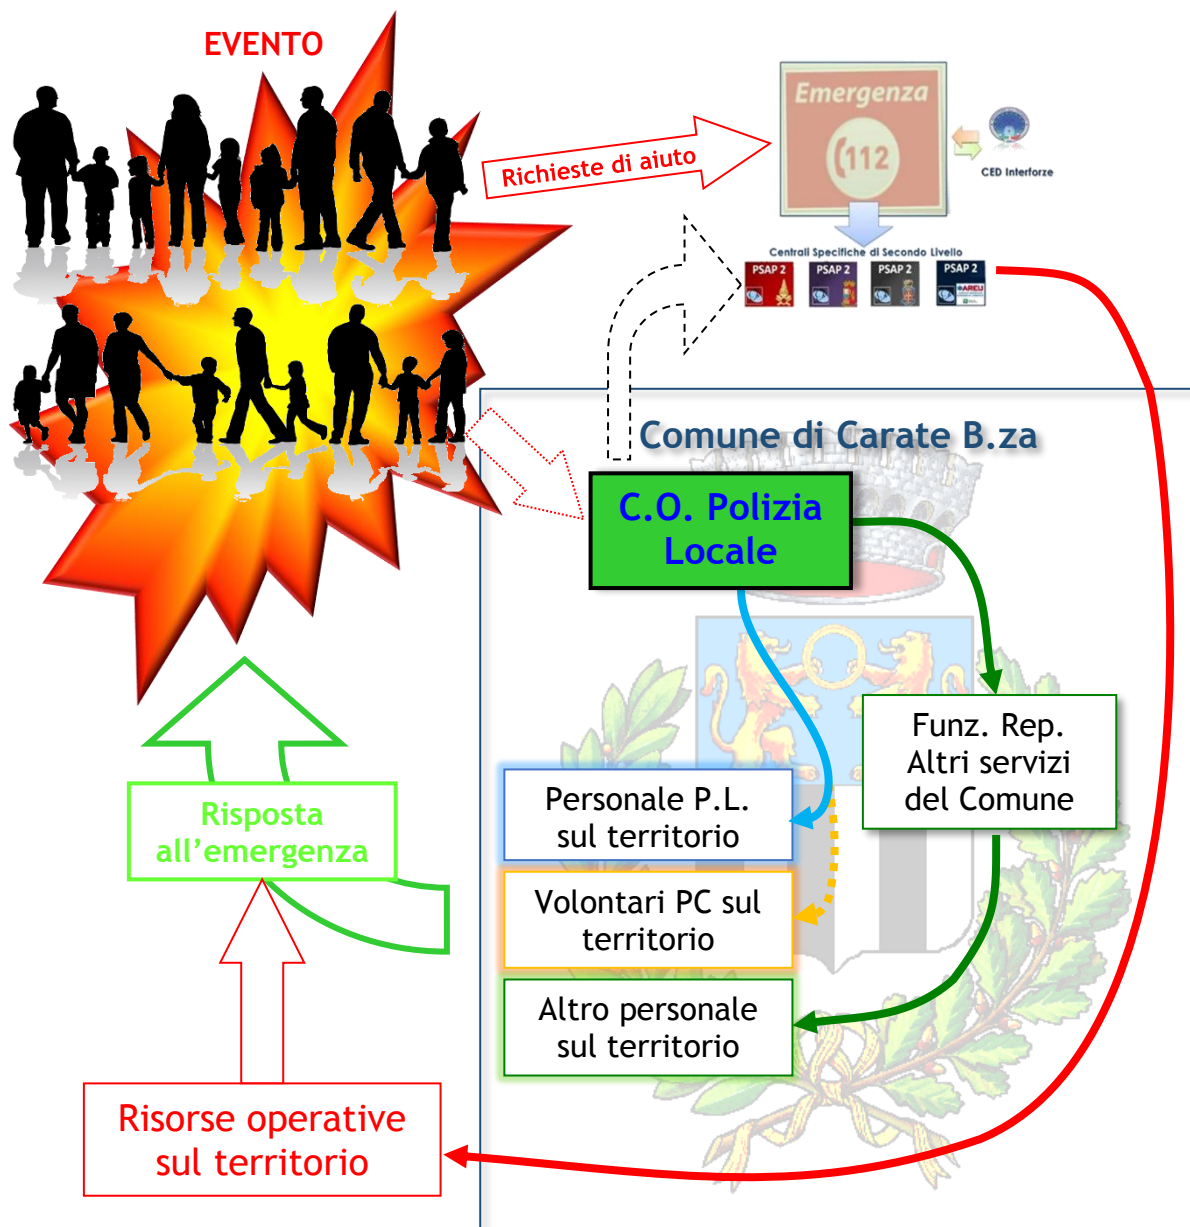 EVENTO
Emergenza
112
CED Interforze
Richieste di aiuto
Centrali Specifiche di Secondo Livello
PSAP 2
PSAP 2
PSAP 2
PSAP 2
AREU
Comune di Carate B.za
C.O. Polizia
Locale
Funz. Rep.
Altri servizi
del Comune
Personale P.L.
sul territorio
Risposta
all’emergenza
Volontari PC sul
territorio
Altro personale
sul territorio
Risorse operative
sul territorio